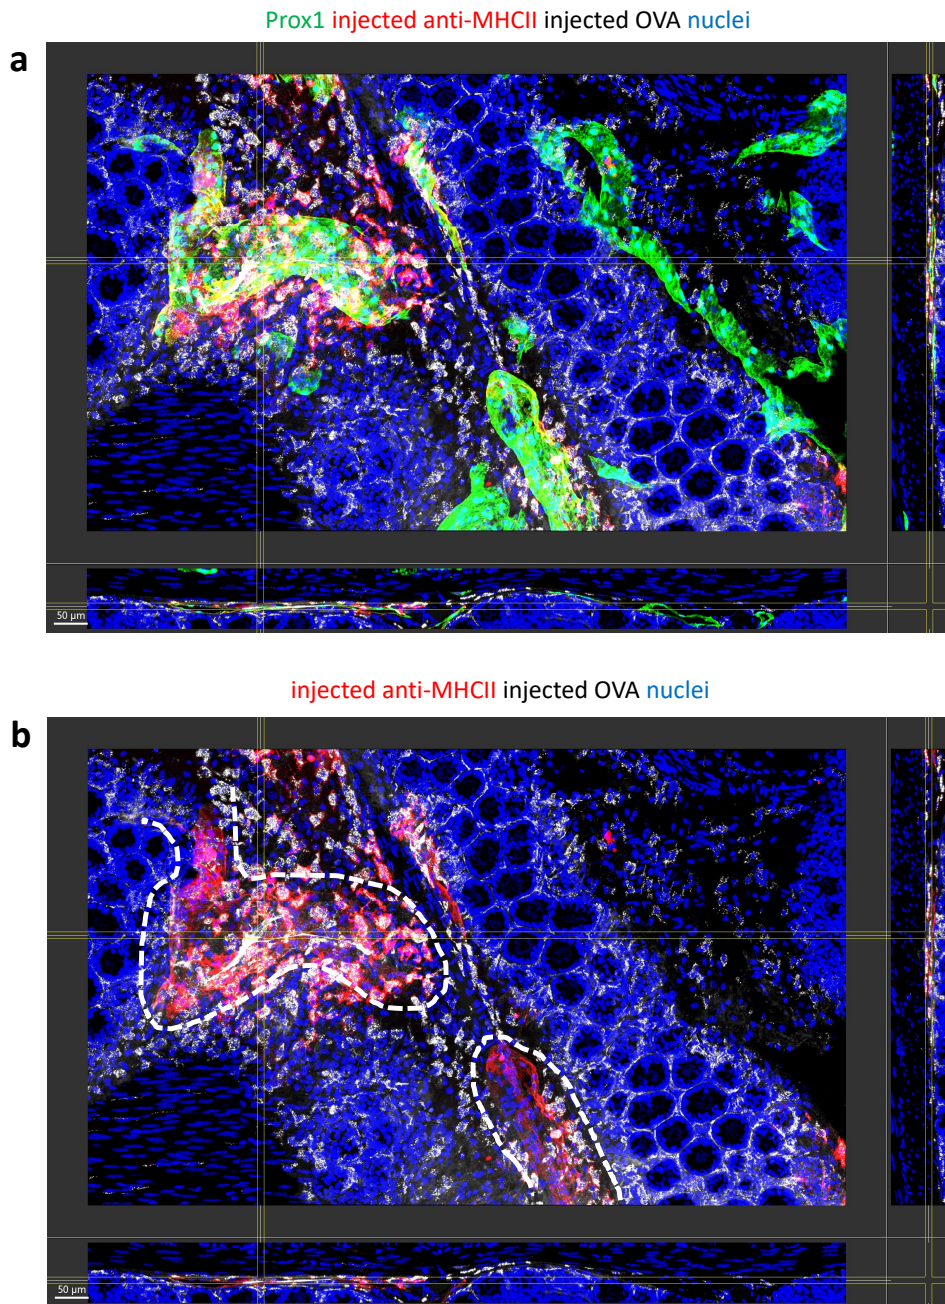 Prox1 injected anti-MHCII injected OVA nuclei
a
50 µm
injected anti-MHCII injected OVA nuclei
b
50 µm